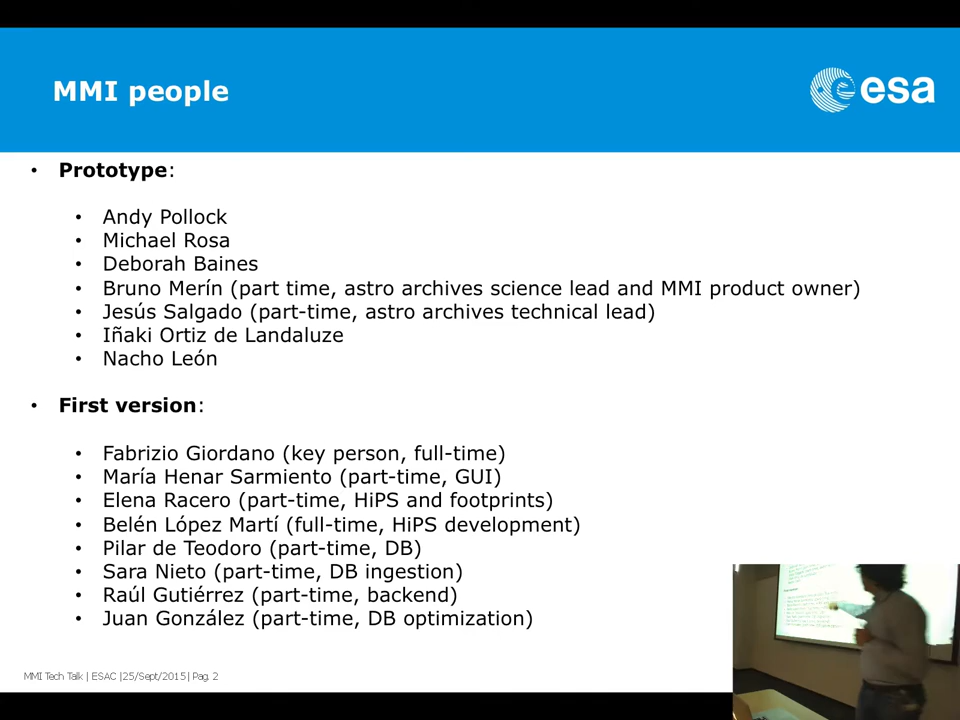 MMI people
esa
• Prototype:
• Andy Pollock
• Michael Rosa
• Deborah Baines
• Bruno Merín (part time, astro archives science lead and MMI product owner)
• Jesús Salgado (part-time, astro archives technical lead)
• Iñaki Ortiz de Landaluze
• Nacho León
• First version:
• Fabrizio Giordano (key person, full-time)
• María Henar Sarmiento (part-time, GUI)
• Elena Racero (part-time, HiPS and footprints)
• Belén López Martí (full-time, HiPS development)
• Pilar de Teodoro (part-time, DB)
• Sara Nieto (part-time, DB ingestion)
• Raúl Gutiérrez (part-time, backend)
• Juan González (part-time, DB optimization)
MMI Tech Talk | ESAC |25/Sept/2015| Pag. 2